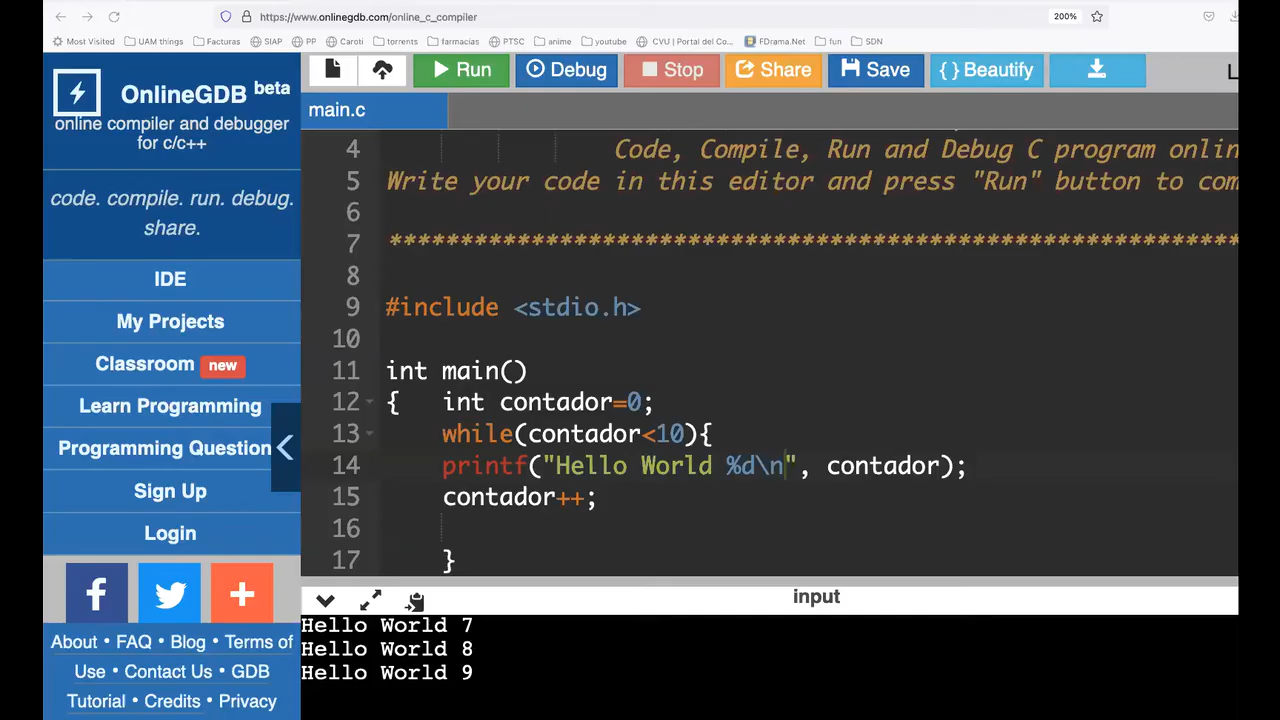 https://www.onlinegdb.com/online_c_compiler
200%
Most Visited UAM things Facturas SIAP PP Caroti torrents farmacias PTSC anime youtube CVU | Portal del Co... FDrama.Net fun SDN
OnlineGDB beta
online compiler and debugger
for c/c++
code. compile. run. debug.
share.
IDE
My Projects
Classroom new
Learn Programming
Programming Question
Sign Up
Login
About • FAQ • Blog • Terms of
Use • Contact Us • GDB
Tutorial • Credits • Privacy
Run Debug Stop Share Save { } Beautify L
main.c
4 Code, Compile, Run and Debug C program onlin
5 Write your code in this editor and press "Run" button to com
6
7 ************************************************************
8
9 #include <stdio.h>
10
11 int main()
12 { int contador=0;
13 while(contador<10){
14 printf("Hello World %d\n", contador);
15 contador++;
16
17 }
input
Hello World 7
Hello World 8
Hello World 9